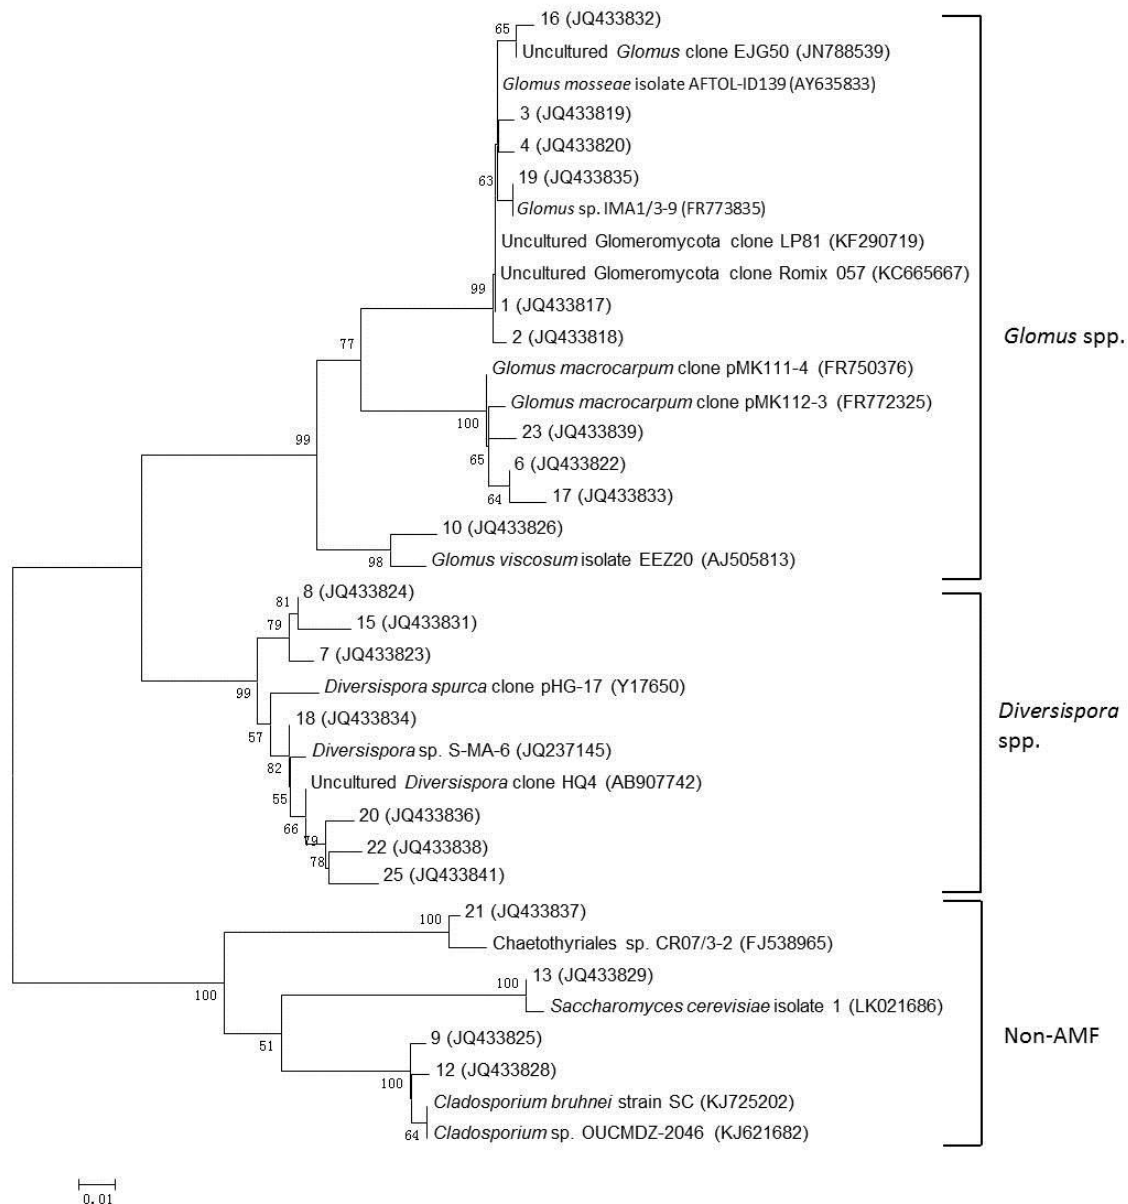 65
16 (JQ433832)
Uncultured Glomus clone EJG50 (JN788539)
Glomus mosseae isolate AFTOL-ID139 (AY635833)
3 (JQ433819)
4 (JQ433820)
63
19 (JQ433835)
Glomus sp. IMA1/3-9 (FR773835)
Uncultured Glomeromycota clone LP81 (KF290719)
Uncultured Glomeromycota clone Romix 057 (KC665667)
99
1 (JQ433817)
2 (JQ433818)
Glomus spp.
77
Glomus macrocarpum clone pMK111-4 (FR750376)
Glomus macrocarpum clone pMK112-3 (FR772325)
100
23 (JQ433839)
99
65
6 (JQ433822)
64
17 (JQ433833)
10 (JQ433826)
98
Glomus viscosum isolate EEZ20 (AJ505813)
81
8 (JQ433824)
79
15 (JQ433831)
7 (JQ433823)
99
Diversispora spurca clone pHG-17 (Y17650)
57
18 (JQ433834)
Diversispora
spp.
82
Diversispora sp. S-MA-6 (JQ237145)
55
Uncultured Diversispora clone HQ4 (AB907742)
66
79
20 (JQ433836)
78
22 (JQ433838)
25 (JQ433841)
100
21 (JQ433837)
Chaetothyriales sp. CR07/3-2 (FJ538965)
100
100
13 (JQ433829)
Saccharomyces cerevisiae isolate 1 (LK021686)
51
9 (JQ433825)
Non-AMF
100
12 (JQ433828)
Cladosporium bruhnei strain SC (KJ725202)
64
Cladosporium sp. OUCMDZ-2046 (KJ621682)
0.01